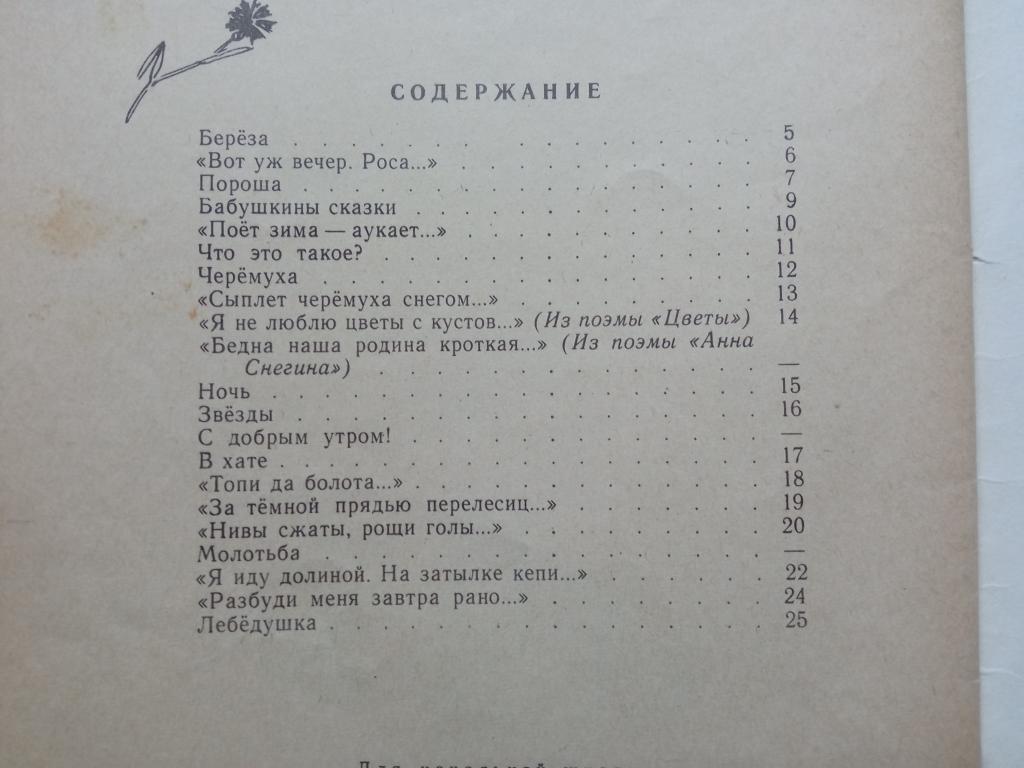 СОДЕРЖАНИЕ
Берёза . . . . . . . . . . . . . . . . . . 5
«Вот уж вечер. Роса...» . . . . . . . . . . . . 6
Пороша . . . . . . . . . . . . . . . . . 7
Бабушкины сказки . . . . . . . . . . . . . 9
«Поёт зима — аукает...» . . . . . . . . . . . 10
Что это такое? . . . . . . . . . . . . . . 11
Черёмуха . . . . . . . . . . . . . . . . 12
«Сыплет черёмуха снегом...» . . . . . . . . . 13
«Я не люблю цветы с кустов...» (Из поэмы «Цветы») 14
«Бедна наша родина кроткая...» (Из поэмы «Анна
Снегина») . . . . . . . . . . . . . . —
Ночь . . . . . . . . . . . . . . . . . . 15
Звёзды . . . . . . . . . . . . . . . . . 16
С добрым утром! . . . . . . . . . . . . . —
В хате . . . . . . . . . . . . . . . . . 17
«Топи да болота...» . . . . . . . . . . . . . 18
«За тёмной прядью перелесиц...» . . . . . . . 19
«Нивы сжаты, рощи голы...» . . . . . . . . . 20
Молотьба . . . . . . . . . . . . . . . . —
«Я иду долиной. На затылке кепи...» . . . . . . 22
«Разбуди меня завтра рано...» . . . . . . . . 24
Лебёдушка . . . . . . . . . . . . . . . . 25
Для